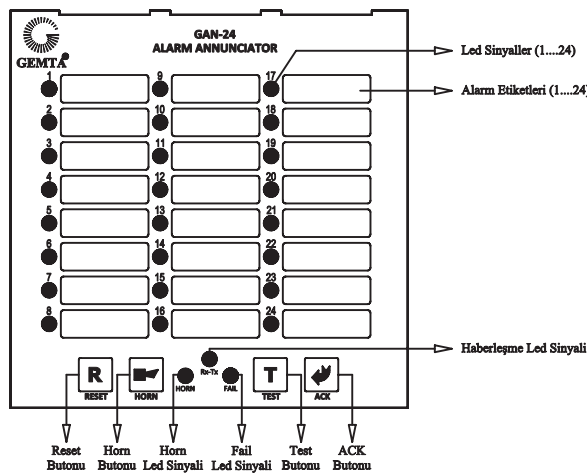 GAN-24
ALARM ANNUNCIATOR
GEMTA
Led Sinyaller (1....24)
Alarm Etiketleri (1....24)
1 9 17
2 10 18
3 11 19
4 12 20
5 13 21
6 14 22
7 15 23
8 16 24
Haberleşme Led Sinyali
R T
Rx-Tx
RESET HORN HORN FAIL TEST ACK
Reset Butonu
Horn Butonu
Horn Led Sinyali
Fail Led Sinyali
Test Butonu
ACK Butonu